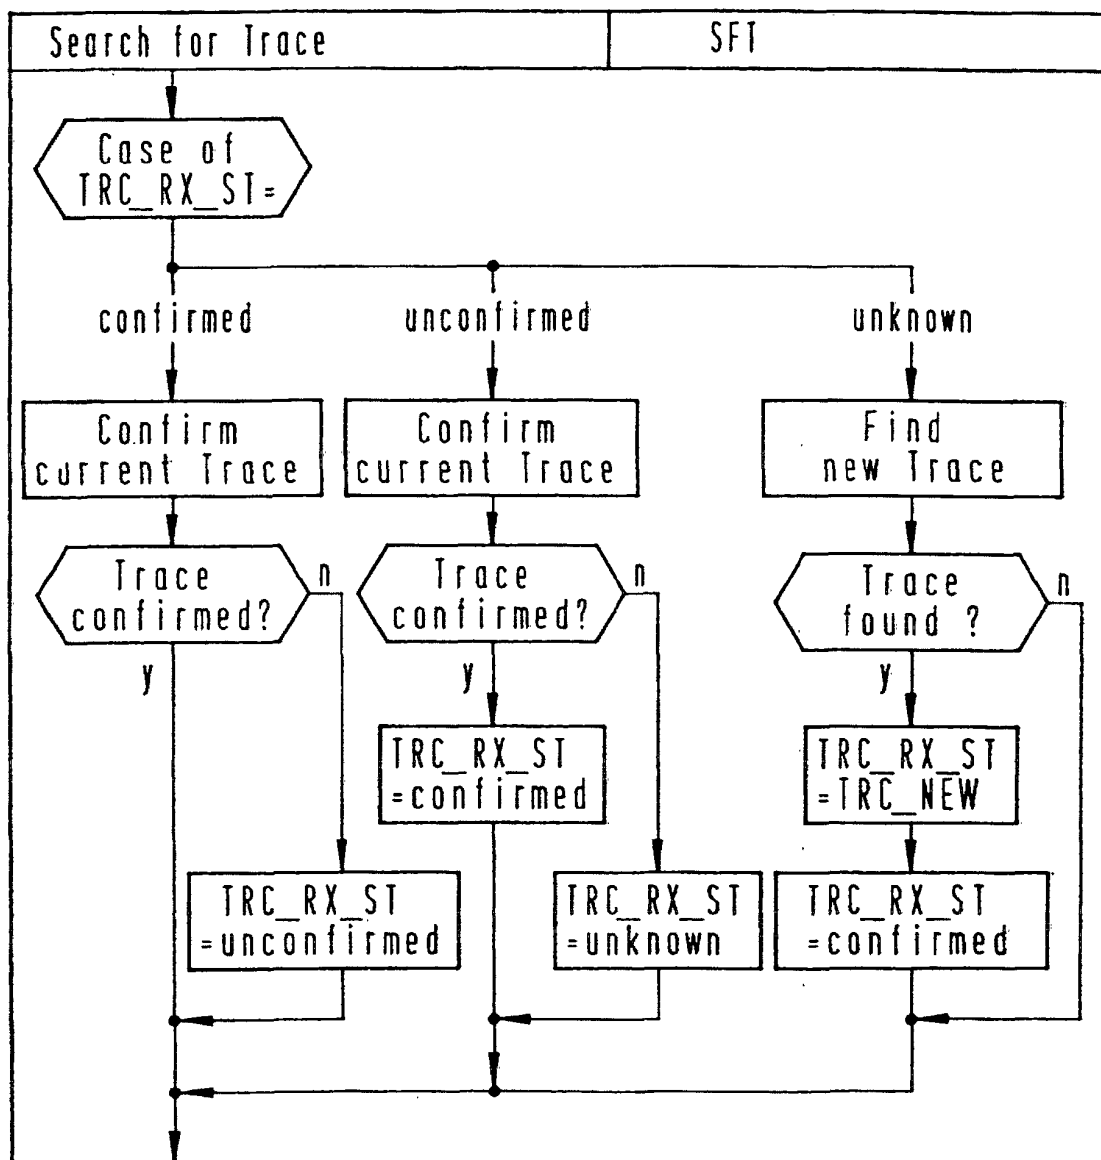 Search for Trace
SFT
Case of
TRC_RX_ST=
confirmed
unconfirmed
unknown
Confirm
current Trace
Confirm
current Trace
Find
new Trace
Trace
confirmed?
n
y
Trace
confirmed?
n
y
Trace
found ?
n
y
TRC_RX_ST
=confirmed
TRC_RX_ST
=TRC_NEW
TRC_RX_ST
=unconfirmed
TRC_RX_ST
=unknown
TRC_RX_ST
=confirmed